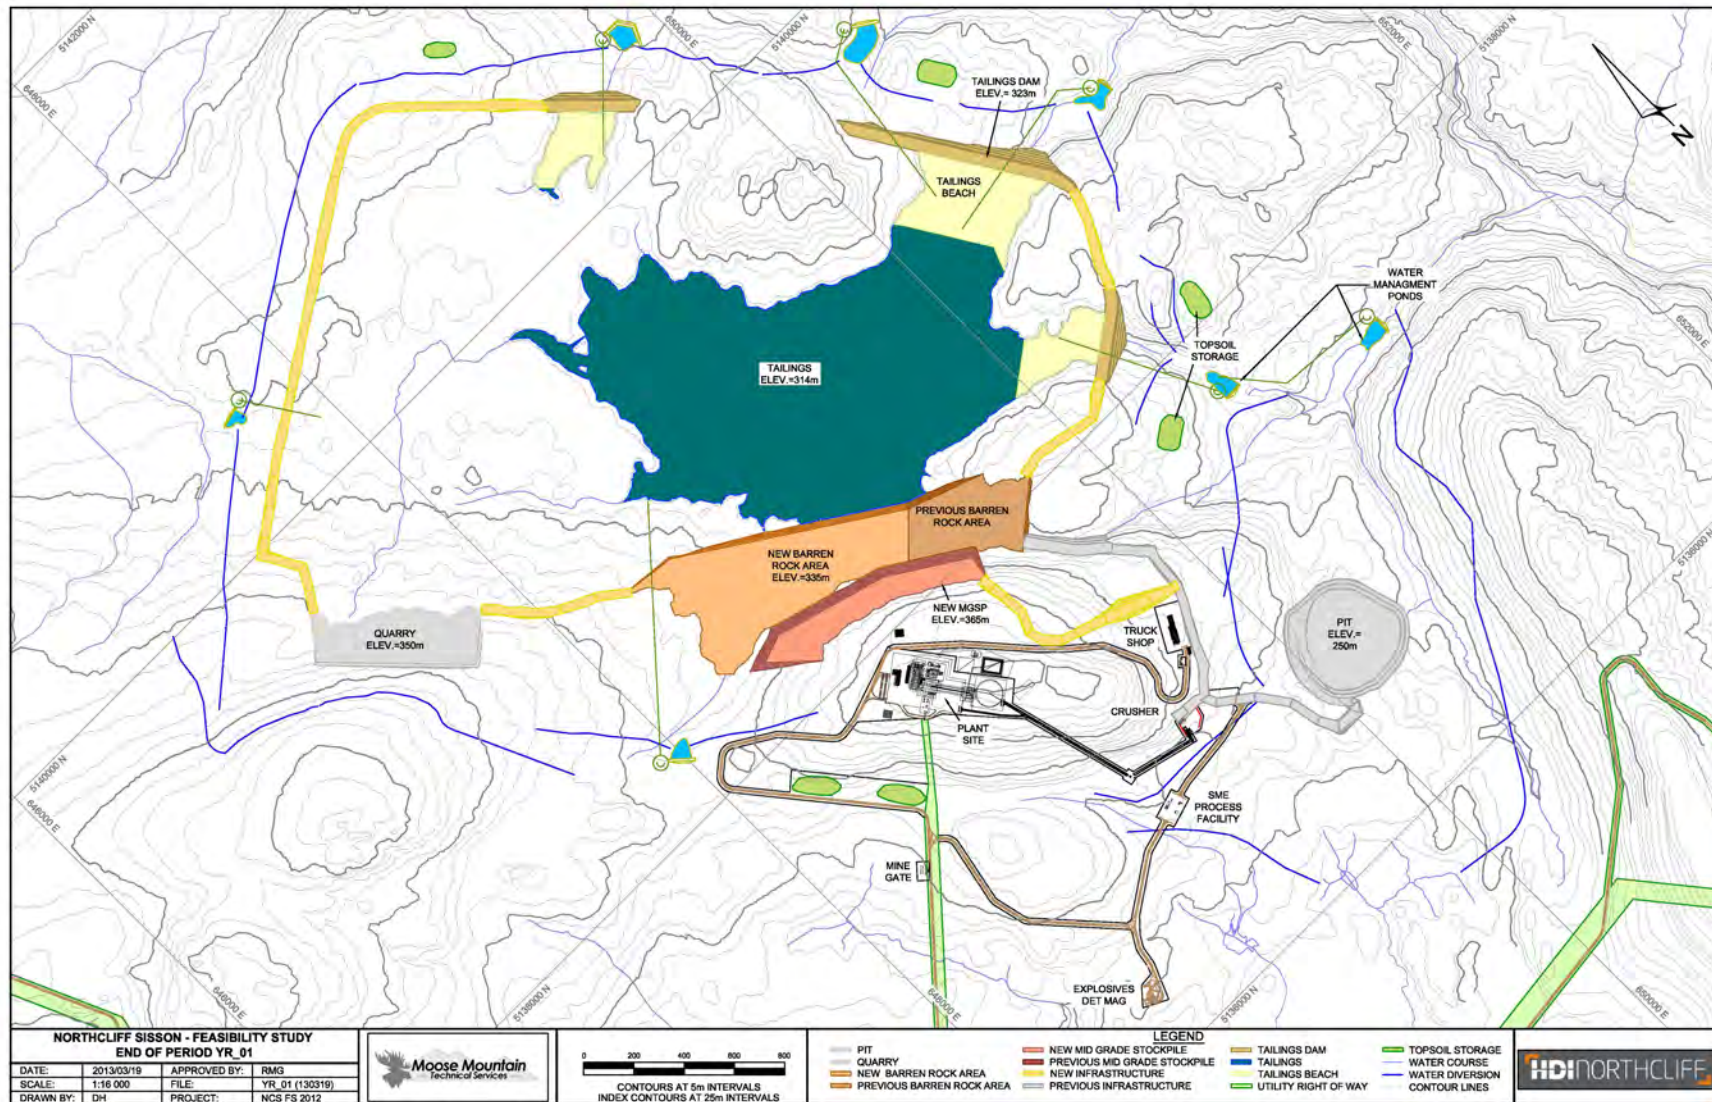 5142000 N
650000 E
5140000 N
652000 E
5138000 N
648000 E
TAILINGS DAM
ELEV.= 323m
N
TAILINGS
BEACH
WATER
MANAGMENT
PONDS
652000 E
TOPSOIL
STORAGE
TAILINGS
ELEV.=314m
PREVIOUS BARREN
ROCK AREA
5136000 N
NEW BARREN
ROCK AREA
ELEV.=335m
NEW MGSP
ELEV.=365m
QUARRY
ELEV.=350m
TRUCK
SHOP
PIT
ELEV.=
250m
CRUSHER
PLANT
SITE
5140000 N
646000 E
SME
PROCESS
FACILITY
MINE
GATE
EXPLOSIVES
DET MAG
646000 E
5138000 N
648000 E
5136000 N
650000 E
NORTHCLIFF SISSON - FEASIBILITY STUDY
END OF PERIOD YR_01
DATE: 2013/03/19 APPROVED BY: RMG
SCALE: 1:16 000 FILE: YR_01 (130319)
DRAWN BY: DH PROJECT: NCS FS 2012
Moose Mountain
Technical Services
0 200 400 600 800
CONTOURS AT 5m INTERVALS
INDEX CONTOURS AT 25m INTERVALS
LEGEND
PIT
QUARRY
NEW BARREN ROCK AREA
PREVIOUS BARREN ROCK AREA
NEW MID GRADE STOCKPILE
PREVIOUS MID GRADE STOCKPILE
NEW INFRASTRUCTURE
PREVIOUS INFRASTRUCTURE
TAILINGS DAM
TAILINGS
TAILINGS BEACH
UTILITY RIGHT OF WAY
TOPSOIL STORAGE
WATER COURSE
WATER DIVERSION
CONTOUR LINES
HDI NORTHCLIFF